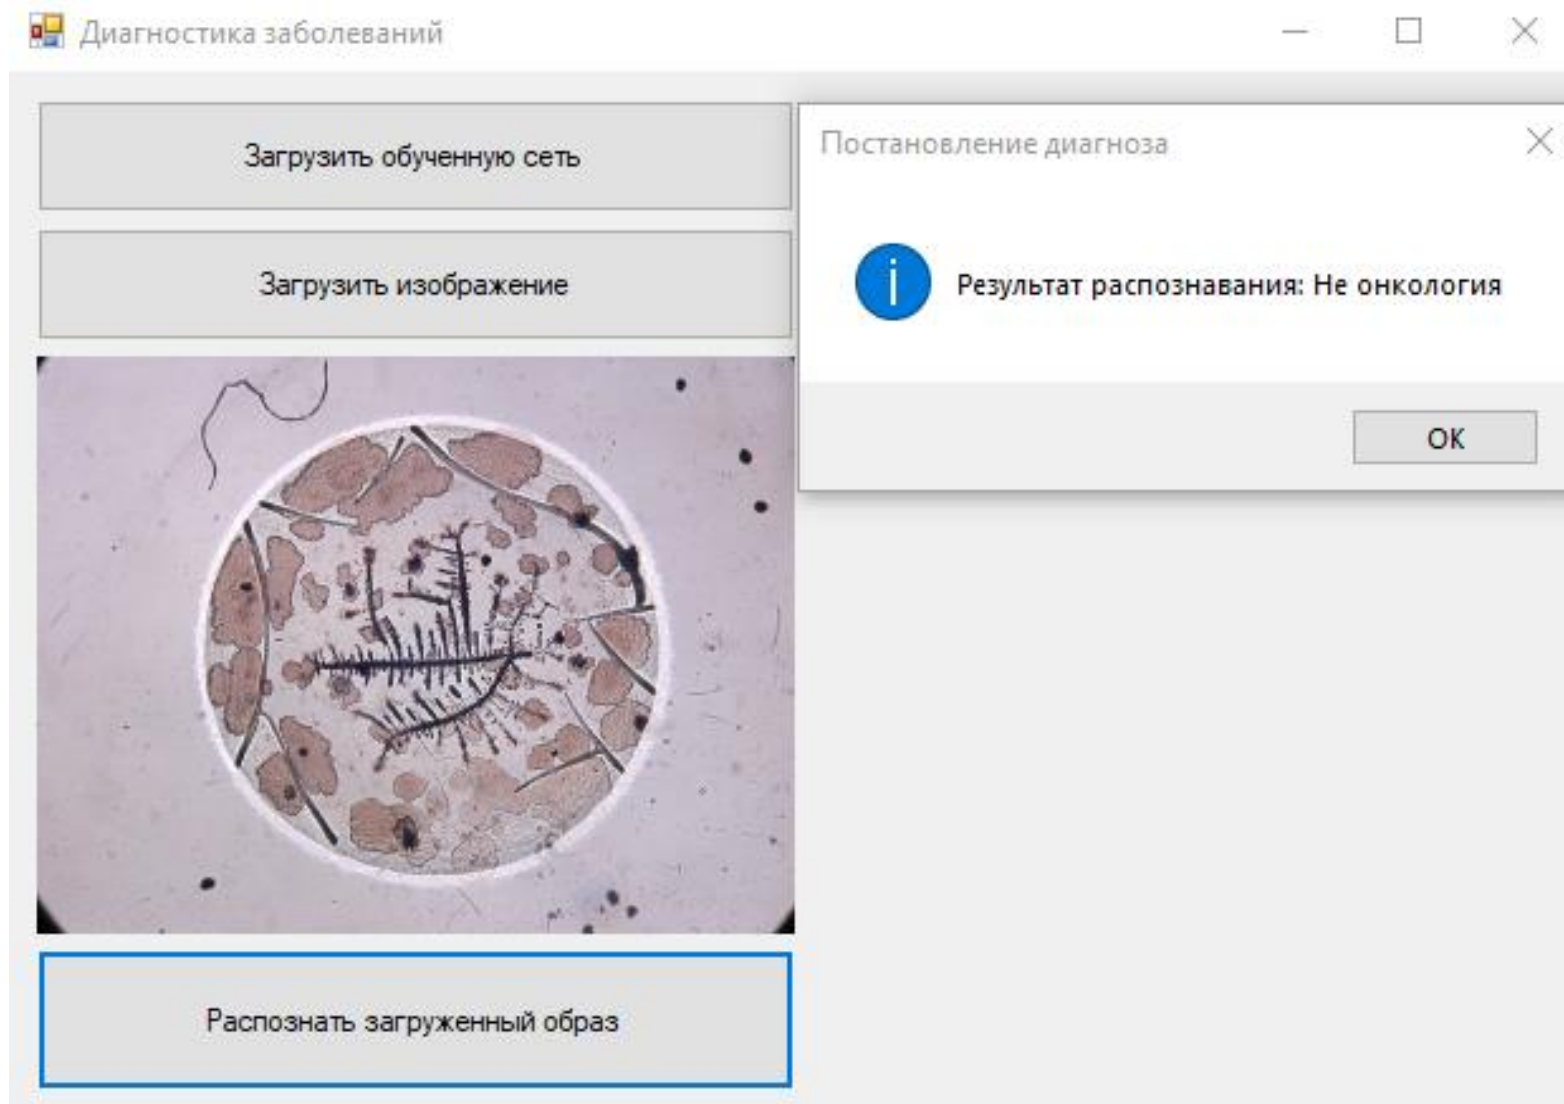 Диагностика заболеваний
Загрузить обученную сеть
Загрузить изображение
Распознать загруженный образ
Постановление диагноза
Результат распознавания: Не онкология
ОК